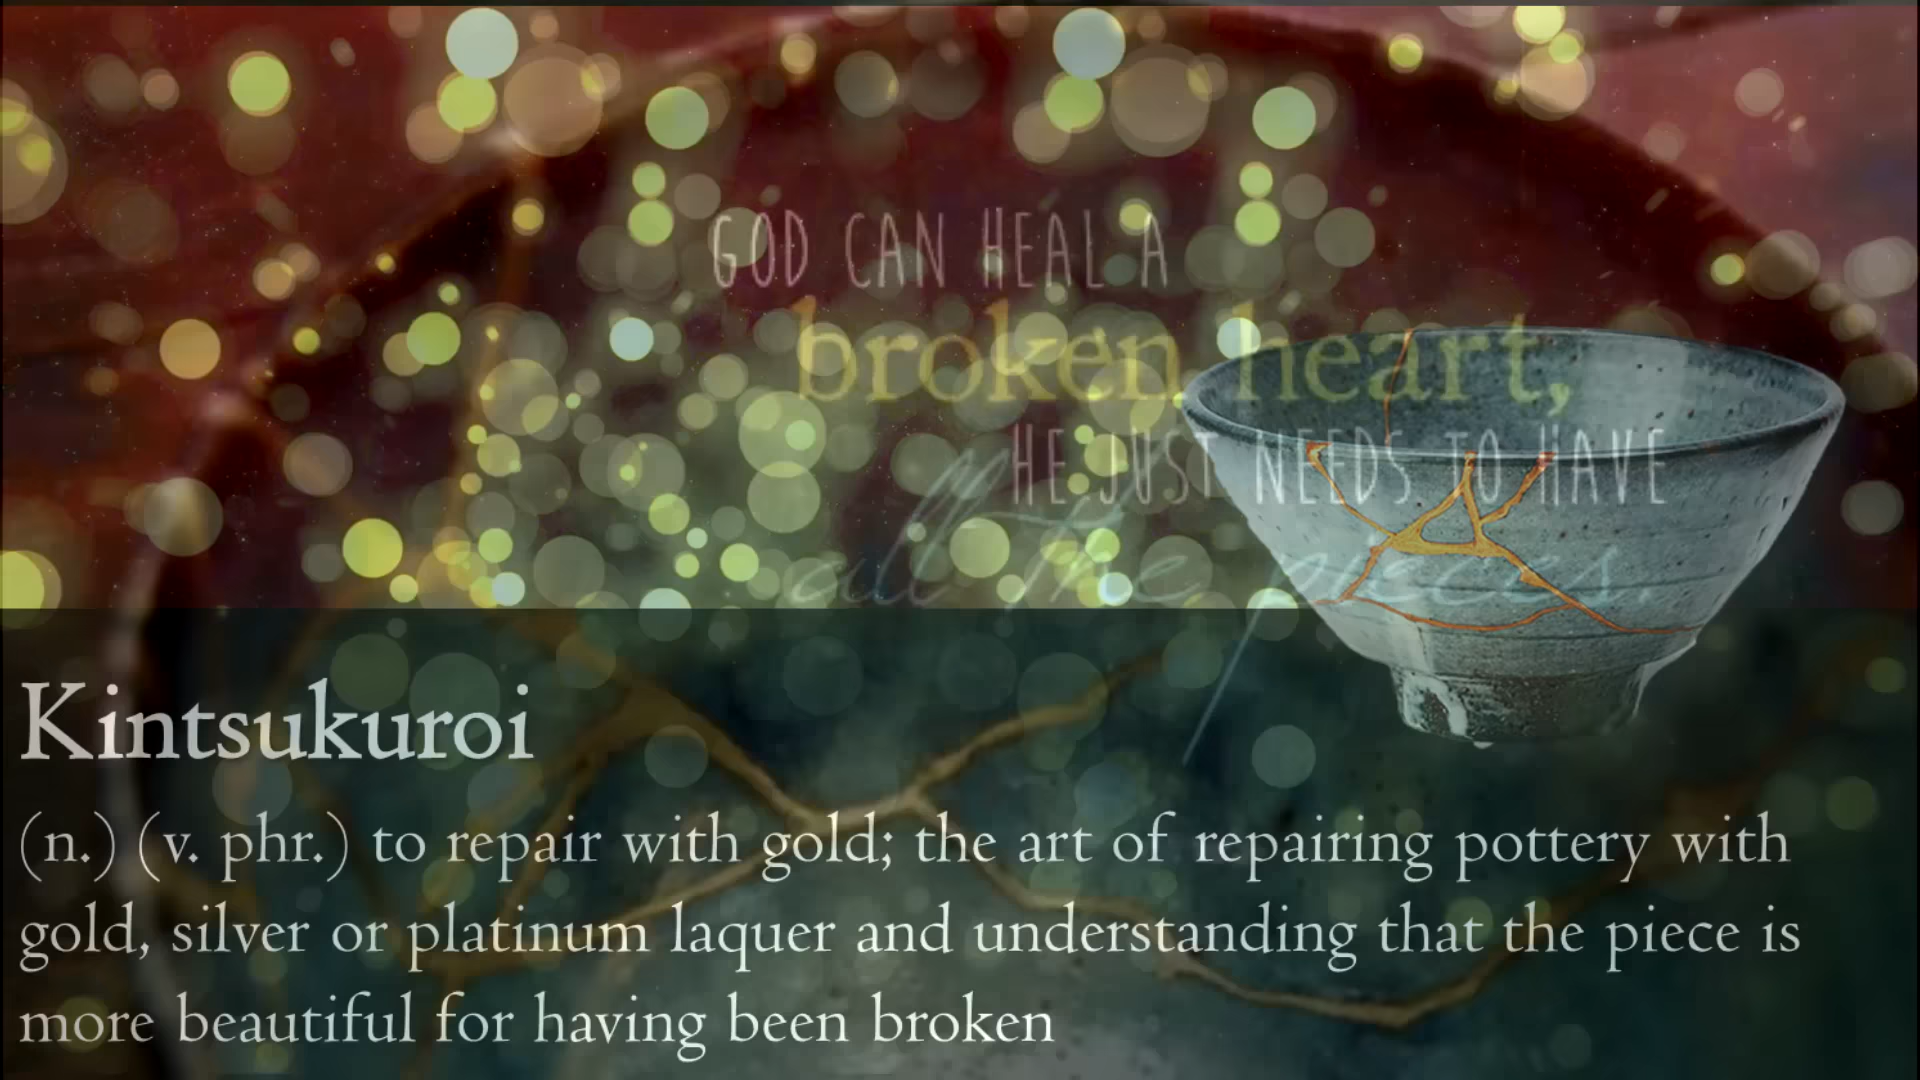 GOD CAN HEAL A
broken heart,
HE JUST NEEDS TO HAVE
all the pieces.
Kintsukuroi
(n.) (v. phr.) to repair with gold; the art of repairing pottery with
gold, silver or platinum laquer and understanding that the piece is
more beautiful for having been broken